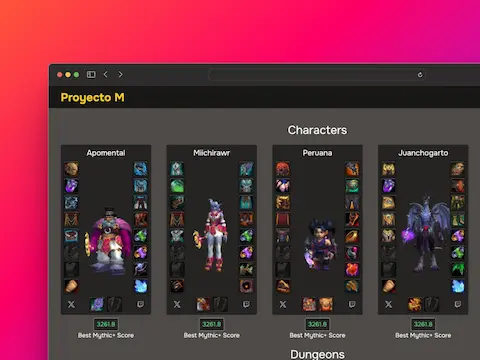 Proyecto M
Characters
Apomental
Miichirawr
Peruana
Juanchogarto
3261.8
3261.8
3261.8
3261.8
Best Mythic+ Score
Best Mythic+ Score
Best Mythic+ Score
Best Mythic+ Score
Dungeons